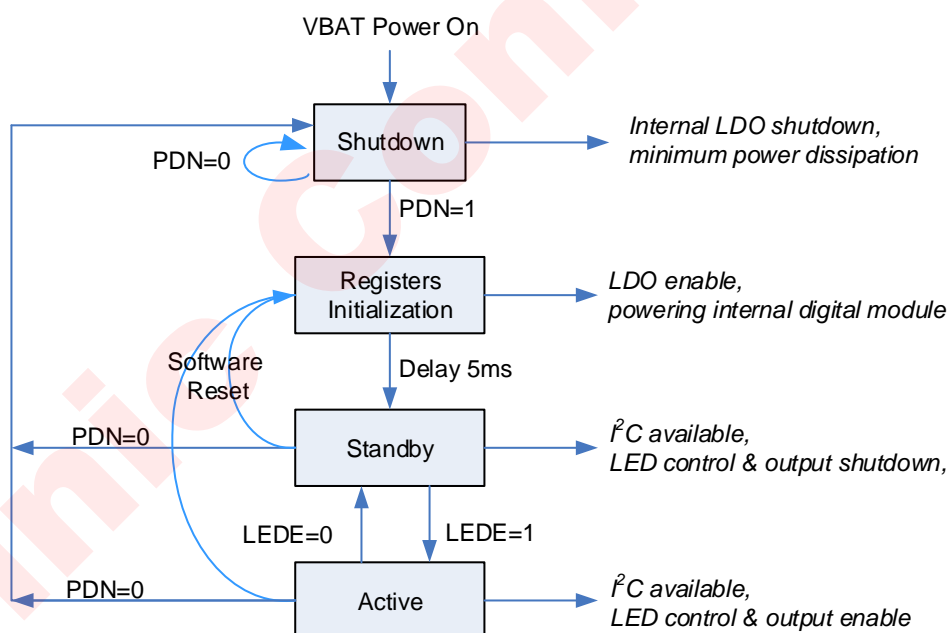 VBAT Power On
Shutdown
PDN=0
Internal LDO shutdown,
minimum power dissipation
PDN=1
Registers
Initialization
LDO enable,
powering internal digital module
Software
Reset
Delay 5ms
PDN=0
Standby
I²C available,
LED control & output shutdown,
LEDE=0
LEDE=1
PDN=0
Active
I²C available,
LED control & output enable